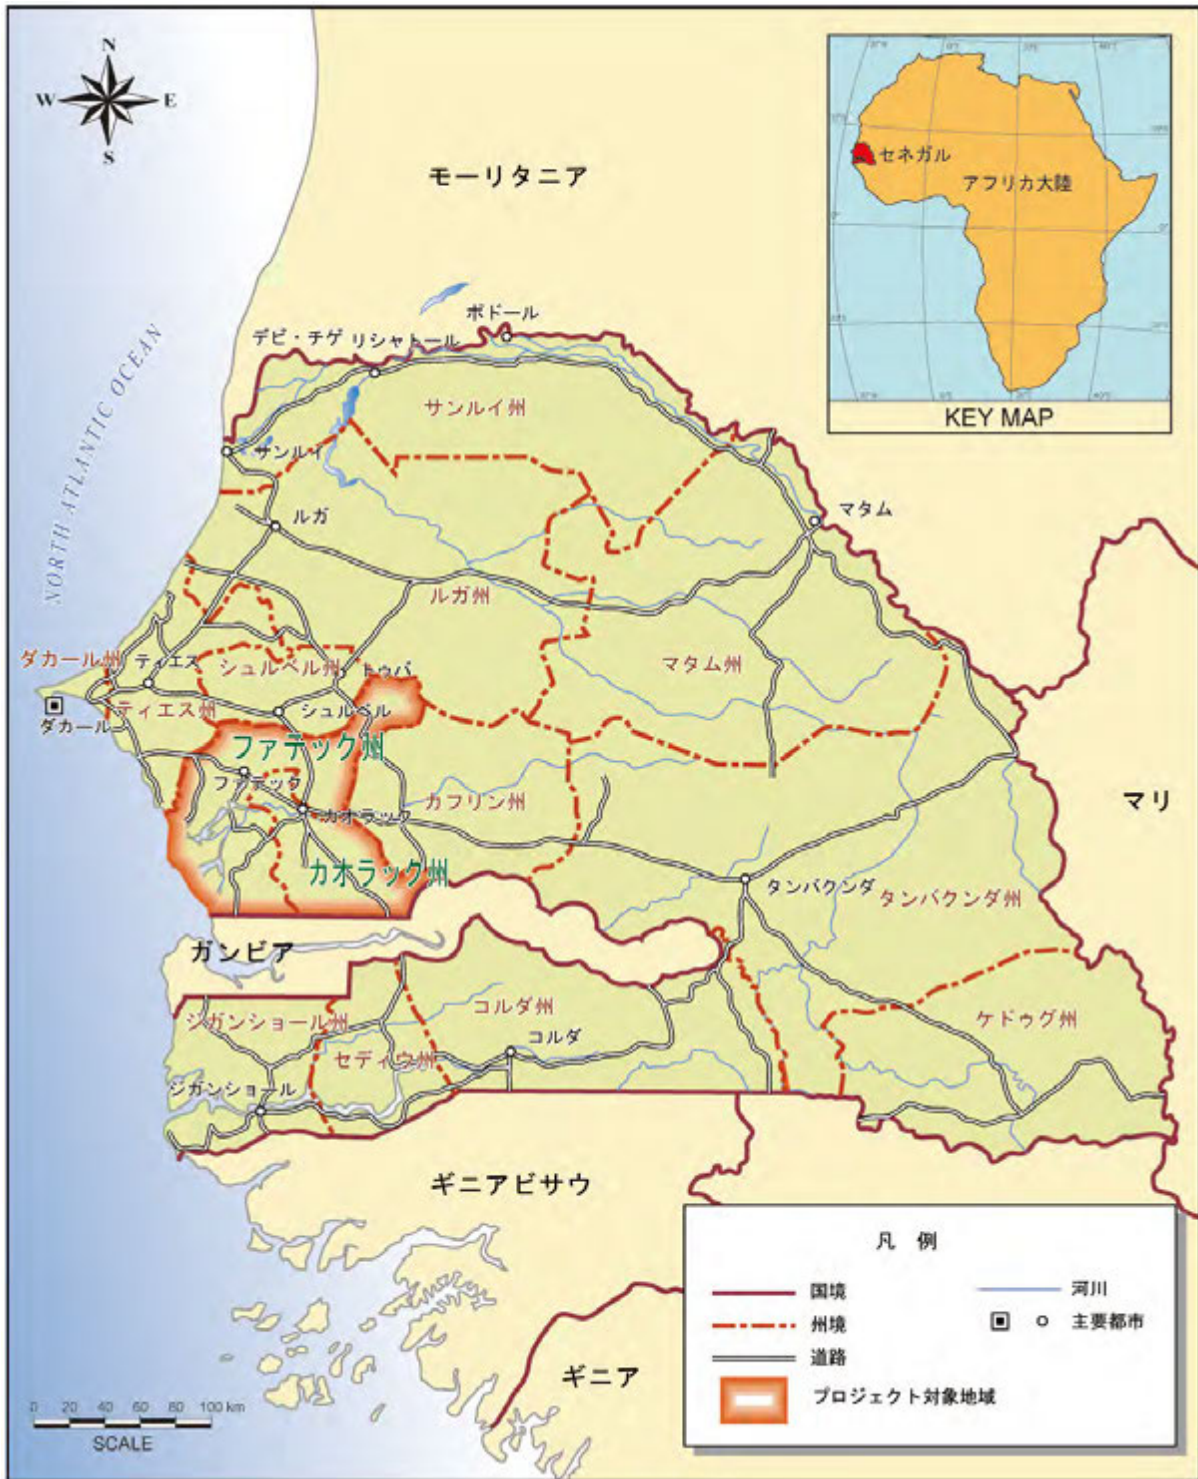 N
W
E
S
NORTH ATLANTIC OCEAN
モーリタニア
セネガル
アフリカ大陸
KEY MAP
ポドール
デビ・チゲ
リシャトール
サンルイ州
サンルイ
マタム
ルガ
ルガ州
ダカール州
ティエス
シュルベル州
トゥバ
マタム州
ダカール
ティエス州
シュルベル
ファテック州
ファテック
カフリン州
カオラック
マリ
カオラック州
タンバクンダ
タンバクンダ州
ガンビア
ジガンショール州
コルダ州
ケドゥグ州
セディウ州
コルダ
ジガンショール
ギニアビサウ
ギニア
凡 例
国境
河川
州境
主要都市
道路
プロジェクト対象地域
0 20 40 60 80 100 km
SCALE